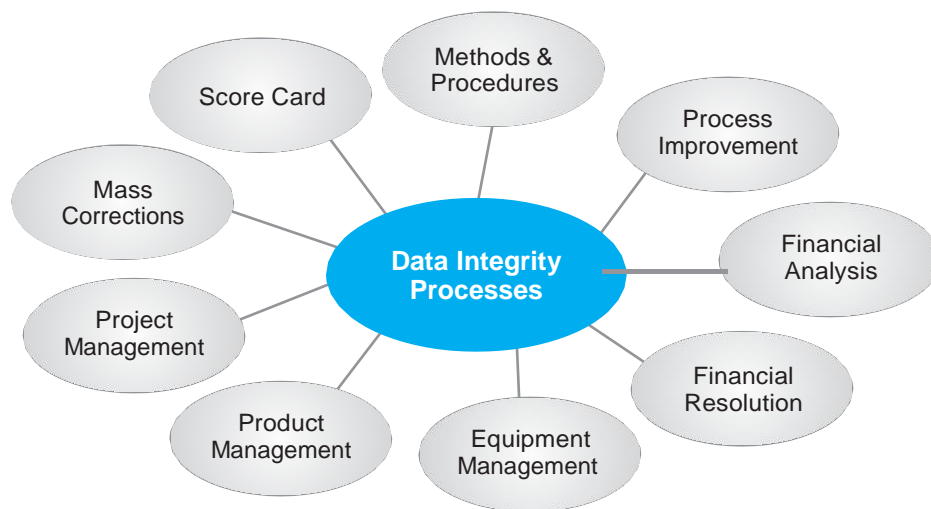 Methods &
Procedures
Score Card
Process
Improvement
Mass
Corrections
Data Integrity
Processes
Financial
Analysis
Project
Management
Financial
Resolution
Product
Management
Equipment
Management